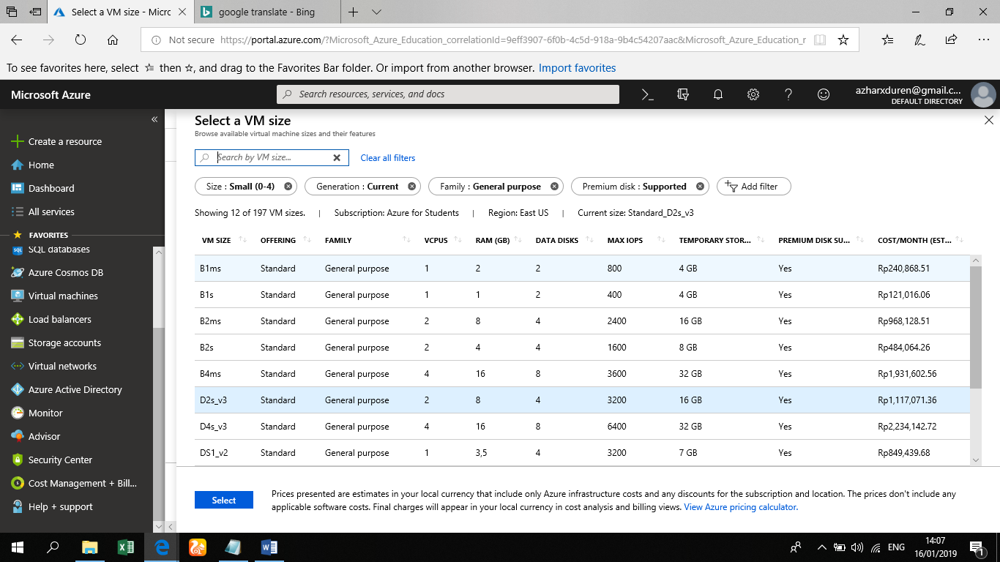 Select a VM size - Micr
google translate - Bing
Not secure https://portal.azure.com/?Microsoft_Azure_Education_correlationId=9eff3907-6f0b-4c5d-918a-9b4c54207aac&Microsoft_Azure_Education_r
To see favorites here, select then ☆, and drag to the Favorites Bar folder. Or import from another browser. Import favorites
Microsoft Azure
Search resources, services, and docs
azharxduren@gmail.c...
DEFAULT DIRECTORY
Create a resource
Home
Dashboard
All services
FAVORITES
SQL databases
Azure Cosmos DB
Virtual machines
Load balancers
Storage accounts
Virtual networks
Azure Active Directory
Monitor
Advisor
Security Center
Cost Management + Bill...
Help + support
Select a VM size
Browse available virtual machine sizes and their features
Search by VM size...
Clear all filters
Size : Small (0-4) Generation : Current Family : General purpose Premium disk : Supported Add filter
Showing 12 of 197 VM sizes. | Subscription: Azure for Students | Region: East US | Current size: Standard_D2s_v3
VM SIZE OFFERING FAMILY VCPUS RAM (GB) DATA DISKS MAX IOPS TEMPORARY STOR... PREMIUM DISK SU... COST/MONTH (EST...
B1ms Standard General purpose 1 2 2 800 4 GB Yes Rp240,868.51
B1s Standard General purpose 1 1 2 400 4 GB Yes Rp121,016.06
B2ms Standard General purpose 2 8 4 2400 16 GB Yes Rp968,128.51
B2s Standard General purpose 2 4 4 1600 8 GB Yes Rp484,064.26
B4ms Standard General purpose 4 16 8 3600 32 GB Yes Rp1,931,602.56
D2s_v3 Standard General purpose 2 8 4 3200 16 GB Yes Rp1,117,071.36
D4s_v3 Standard General purpose 4 16 8 6400 32 GB Yes Rp2,234,142.72
DS1_v2 Standard General purpose 1 3,5 4 3200 7 GB Yes Rp849,439.68
Select
Prices presented are estimates in your local currency that include only Azure infrastructure costs and any discounts for the subscription and location. The prices don't include any
applicable software costs. Final charges will appear in your local currency in cost analysis and billing views. View Azure pricing calculator.
ENG
14:07
16/01/2019
1